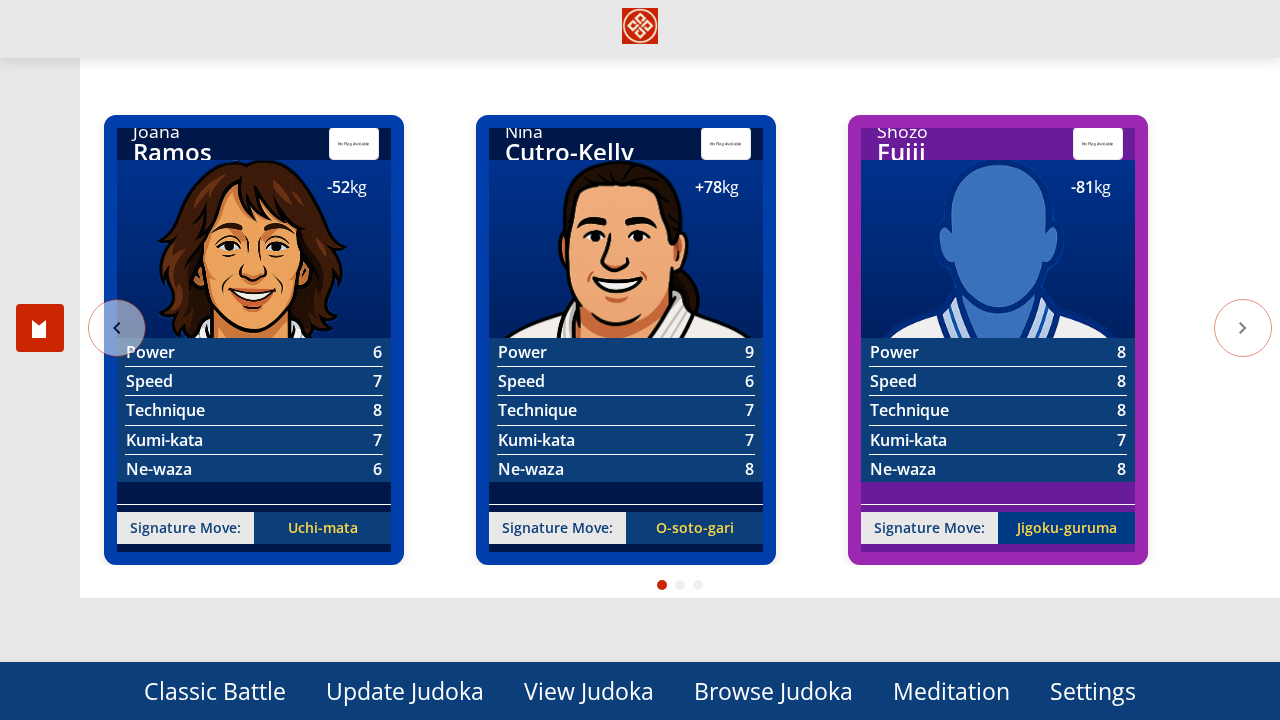 Joana
Ramos
No Flag Available
-52kg
Power 6
Speed 7
Technique 8
Kumi-kata 7
Ne-waza 6
Signature Move: Uchi-mata
Nina
Cutro-Kelly
No Flag Available
+78kg
Power 9
Speed 6
Technique 7
Kumi-kata 7
Ne-waza 8
Signature Move: O-soto-gari
Shozo
Fujii
No Flag Available
-81kg
Power 8
Speed 8
Technique 8
Kumi-kata 7
Ne-waza 8
Signature Move: Jigoku-guruma
Classic Battle Update Judoka View Judoka Browse Judoka Meditation Settings